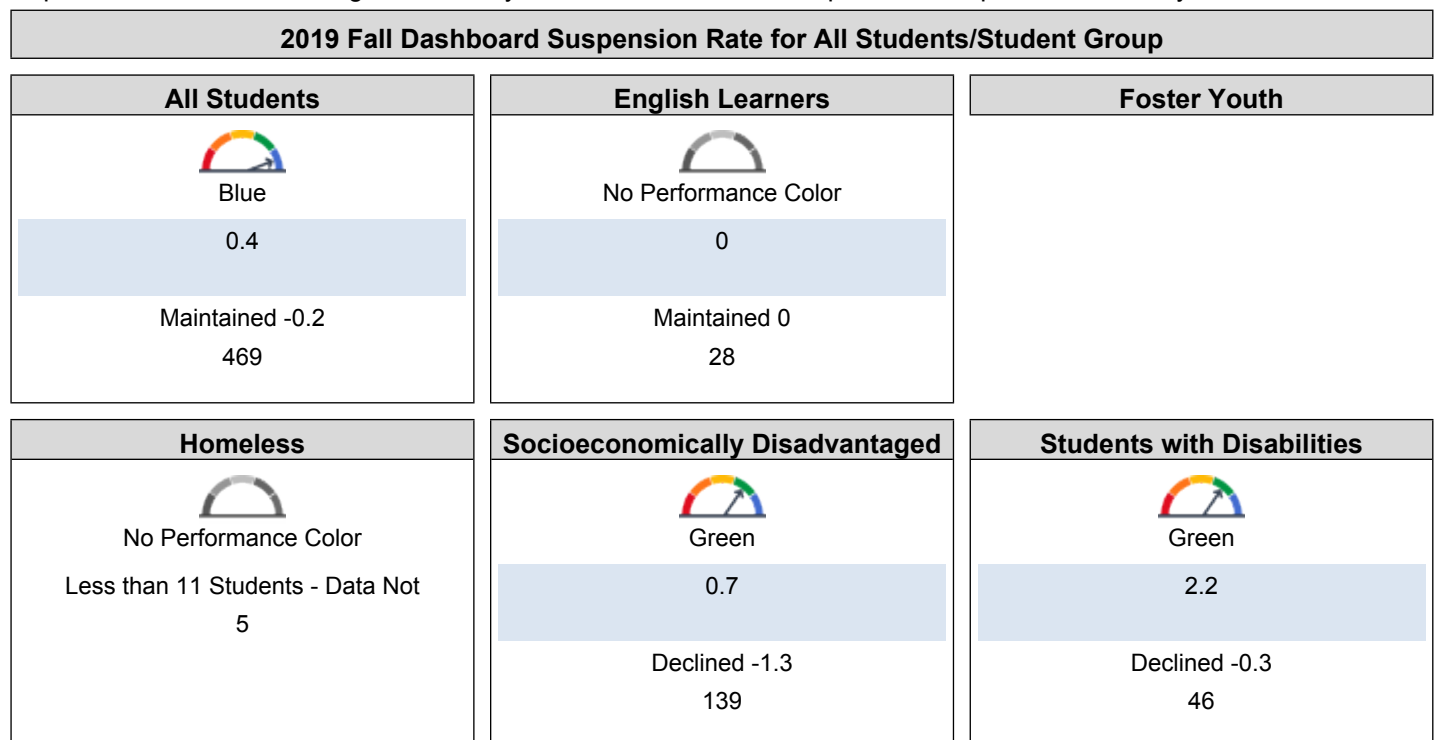 2019 Fall Dashboard Suspension Rate for All Students/Student Group
All Students
English Learners
Foster Youth
Blue
No Performance Color
0.4
0
Maintained -0.2
Maintained 0
469
28
Homeless
Socioeconomically Disadvantaged
Students with Disabilities
No Performance Color
Green
Green
Less than 11 Students - Data Not
0.7
2.2
5
Declined -1.3
Declined -0.3
139
46